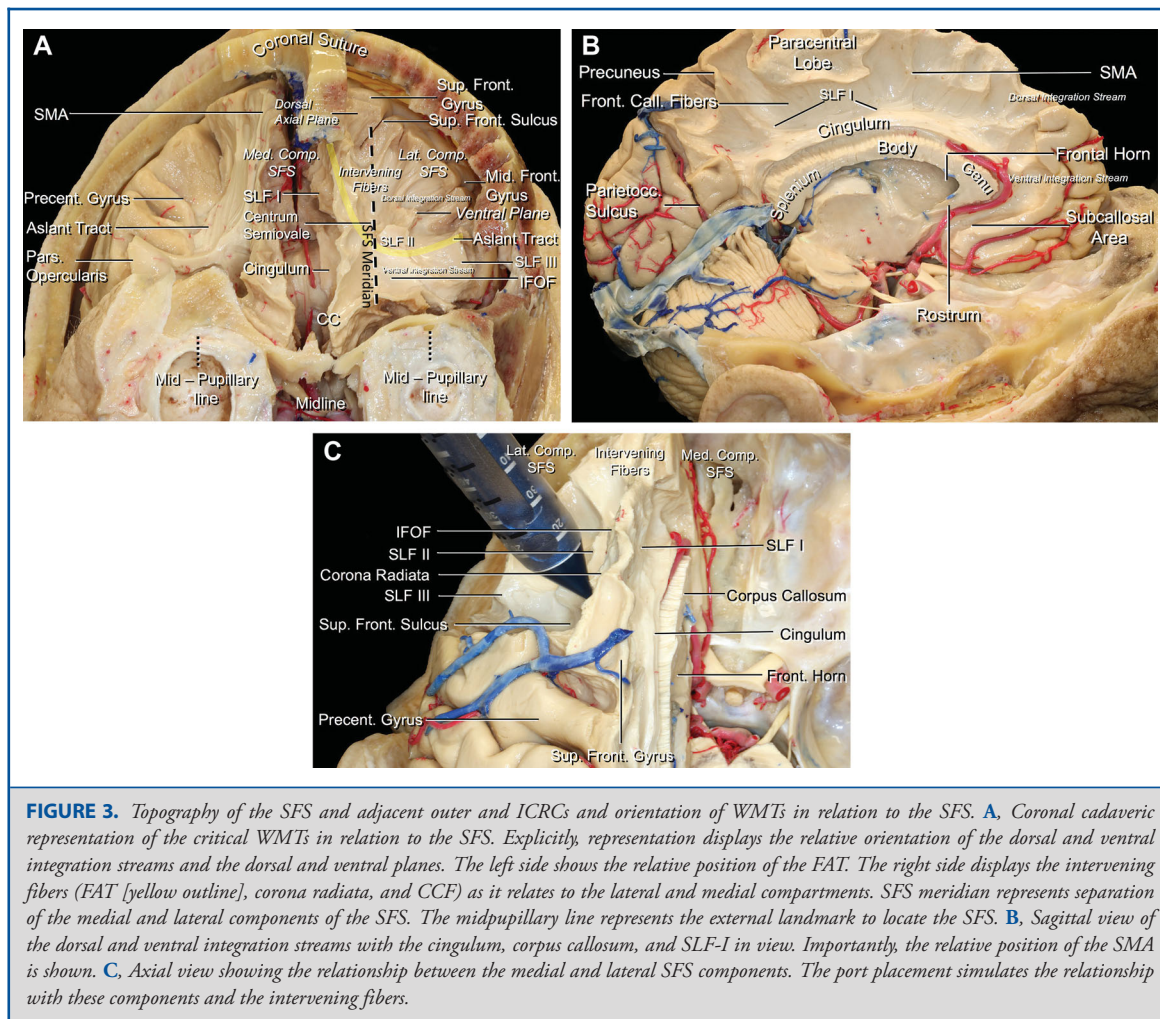 A
Coronal Suture
SMA
Dorsal
Axial Plane
Sup. Front.
Gyrus
Sup. Front. Sulcus
Med. Comp.
SFS
Lat. Comp.
SFS
Intervening
Fibers
Mid. Front.
Gyrus
Precent. Gyrus
SLF I
Dorsal Integration Stream
Ventral Plane
Aslant Tract
Centrum
Semiovale
SLF II
Aslant Tract
Pars.
Opercularis
Cingulum
SFS Meridian
SLF III
Ventral Integration Stream
IFOF
CC
Mid – Pupillary
line
Midline
Mid – Pupillary
line
B
Paracentral
Lobe
Precuneus
SMA
SLF I
Dorsal Integration Stream
Front. Call. Fibers
Cingulum
Body
Frontal Horn
Genu
Ventral Integration Stream
Parietocc.
Sulcus
Splenium
Subcallosal
Area
Rostrum
C
Lat. Comp.
SFS
Intervening
Fibers
Med. Comp.
SFS
20
30
20
IFOF
SLF I
SLF II
Corona Radiata
SLF III
Corpus Callosum
Sup. Front. Sulcus
Cingulum
Front. Horn
Precent. Gyrus
Sup. Front. Gyrus
FIGURE 3. Topography of the SFS and adjacent outer and ICRCs and orientation of WMTs in relation to the SFS. A, Coronal cadaveric
representation of the critical WMTs in relation to the SFS. Explicitly, representation displays the relative orientation of the dorsal and ventral
integration streams and the dorsal and ventral planes. The left side shows the relative position of the FAT. The right side displays the intervening
fibers (FAT [yellow outline], corona radiata, and CCF) as it relates to the lateral and medial compartments. SFS meridian represents separation
of the medial and lateral components of the SFS. The midpupillary line represents the external landmark to locate the SFS. B, Sagittal view of
the dorsal and ventral integration streams with the cingulum, corpus callosum, and SLF-I in view. Importantly, the relative position of the SMA
is shown. C, Axial view showing the relationship between the medial and lateral SFS components. The port placement simulates the relationship
with these components and the intervening fibers.